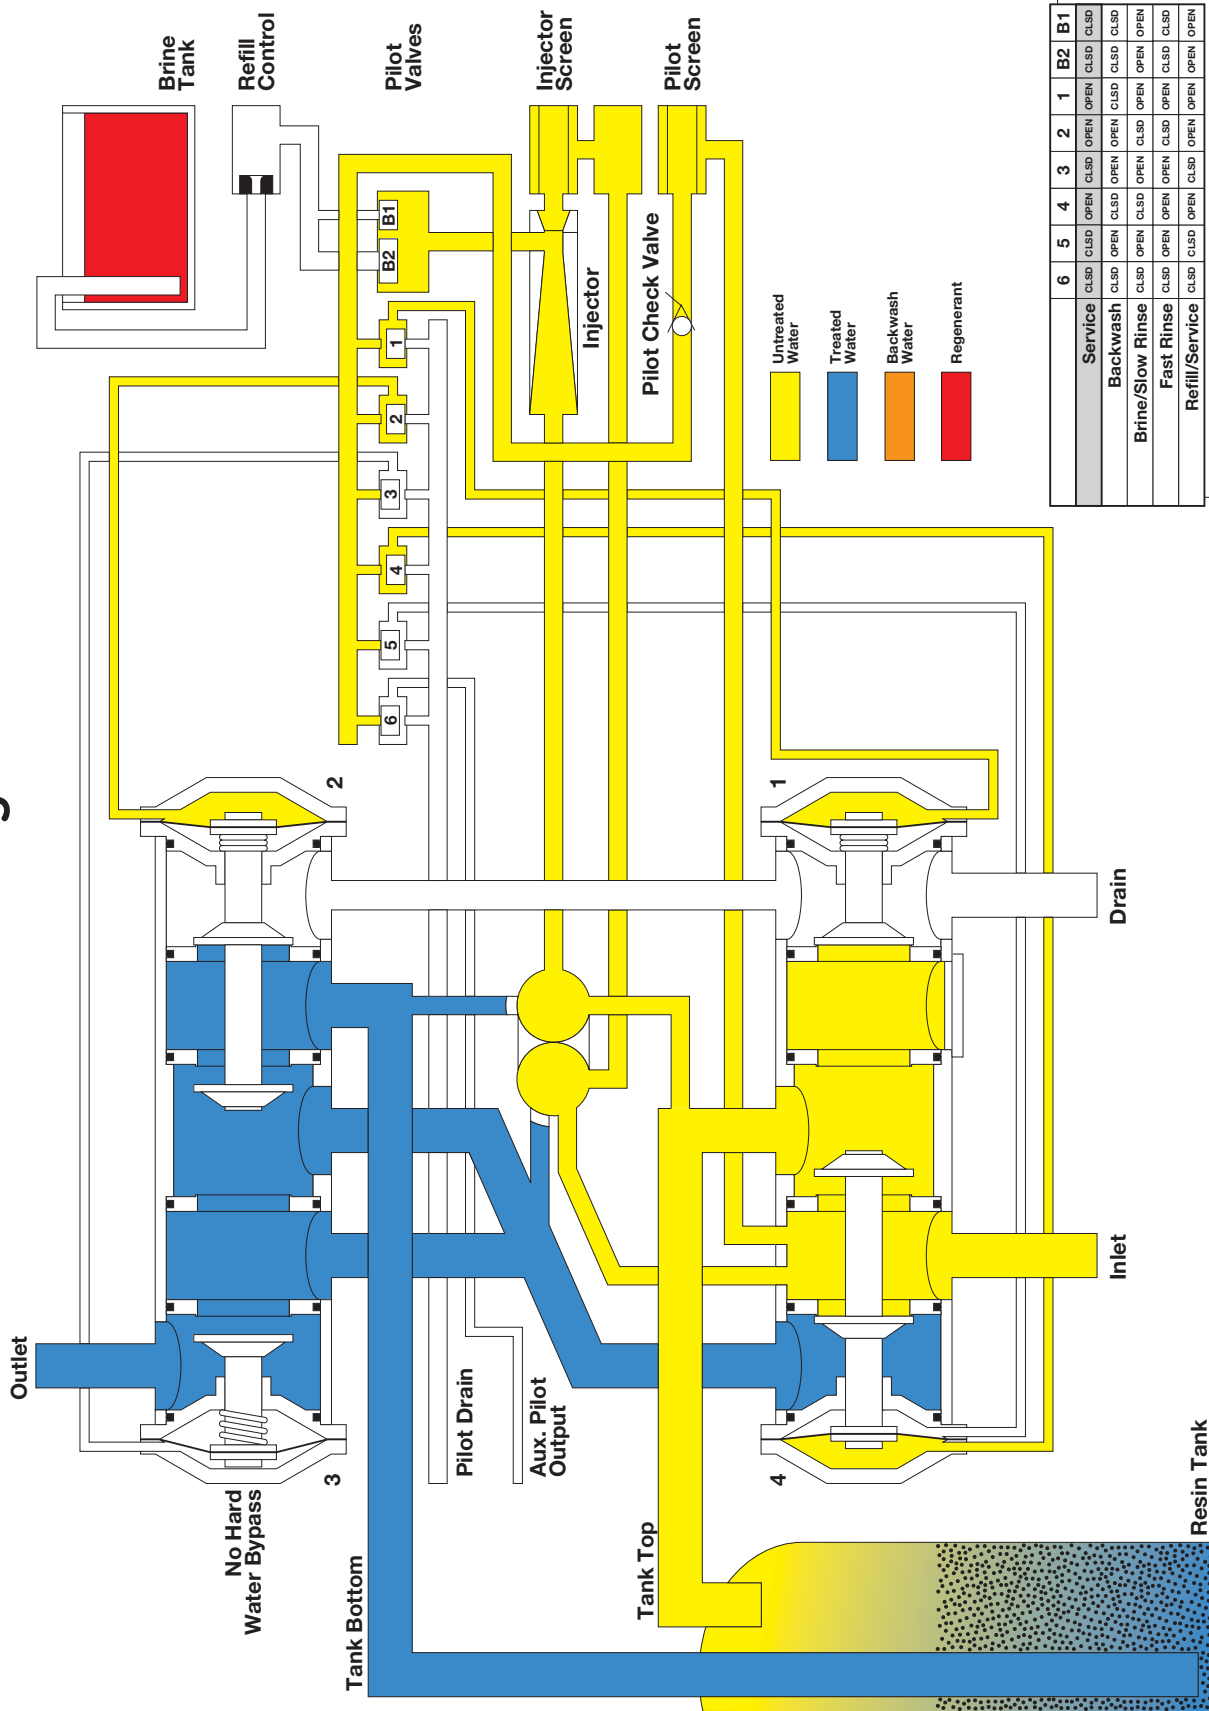 Outlet
No Hard
Water Bypass
3
2
Tank Bottom
Pilot Drain
Aux. Pilot
Output
Tank Top
4
1
Inlet
Drain
Resin Tank
Brine
Tank
Refill
Control
Pilot
Valves
6
5
4
3
2
1
B2
B1
Injector
Screen
Injector
Pilot
Screen
Pilot Check Valve
Untreated
Water
Treated
Water
Backwash
Water
Regenerant
6 5 4 3 2 1 B2 B1
Service CLSD CLSD OPEN CLSD OPEN OPEN CLSD CLSD
Backwash CLSD OPEN CLSD OPEN OPEN CLSD CLSD CLSD
Brine/Slow Rinse CLSD OPEN CLSD OPEN CLSD OPEN OPEN OPEN
Fast Rinse CLSD OPEN OPEN OPEN CLSD OPEN CLSD CLSD
Refill/Service CLSD CLSD OPEN CLSD OPEN OPEN OPEN OPEN